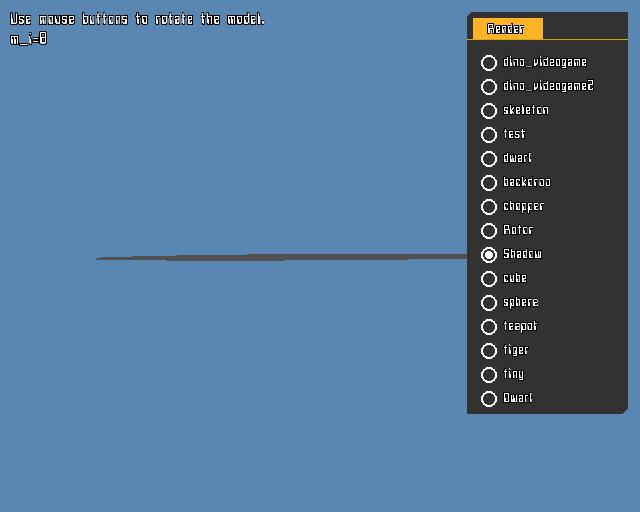 Use mouse buttons to rotate the model.
m_i=8
Render
dino_videogame
dino_videogame2
skeleton
test
dwarf
backdrop
chopper
Rotor
Shadow
cube
sphere
teapot
tiger
tiny
Dwarf